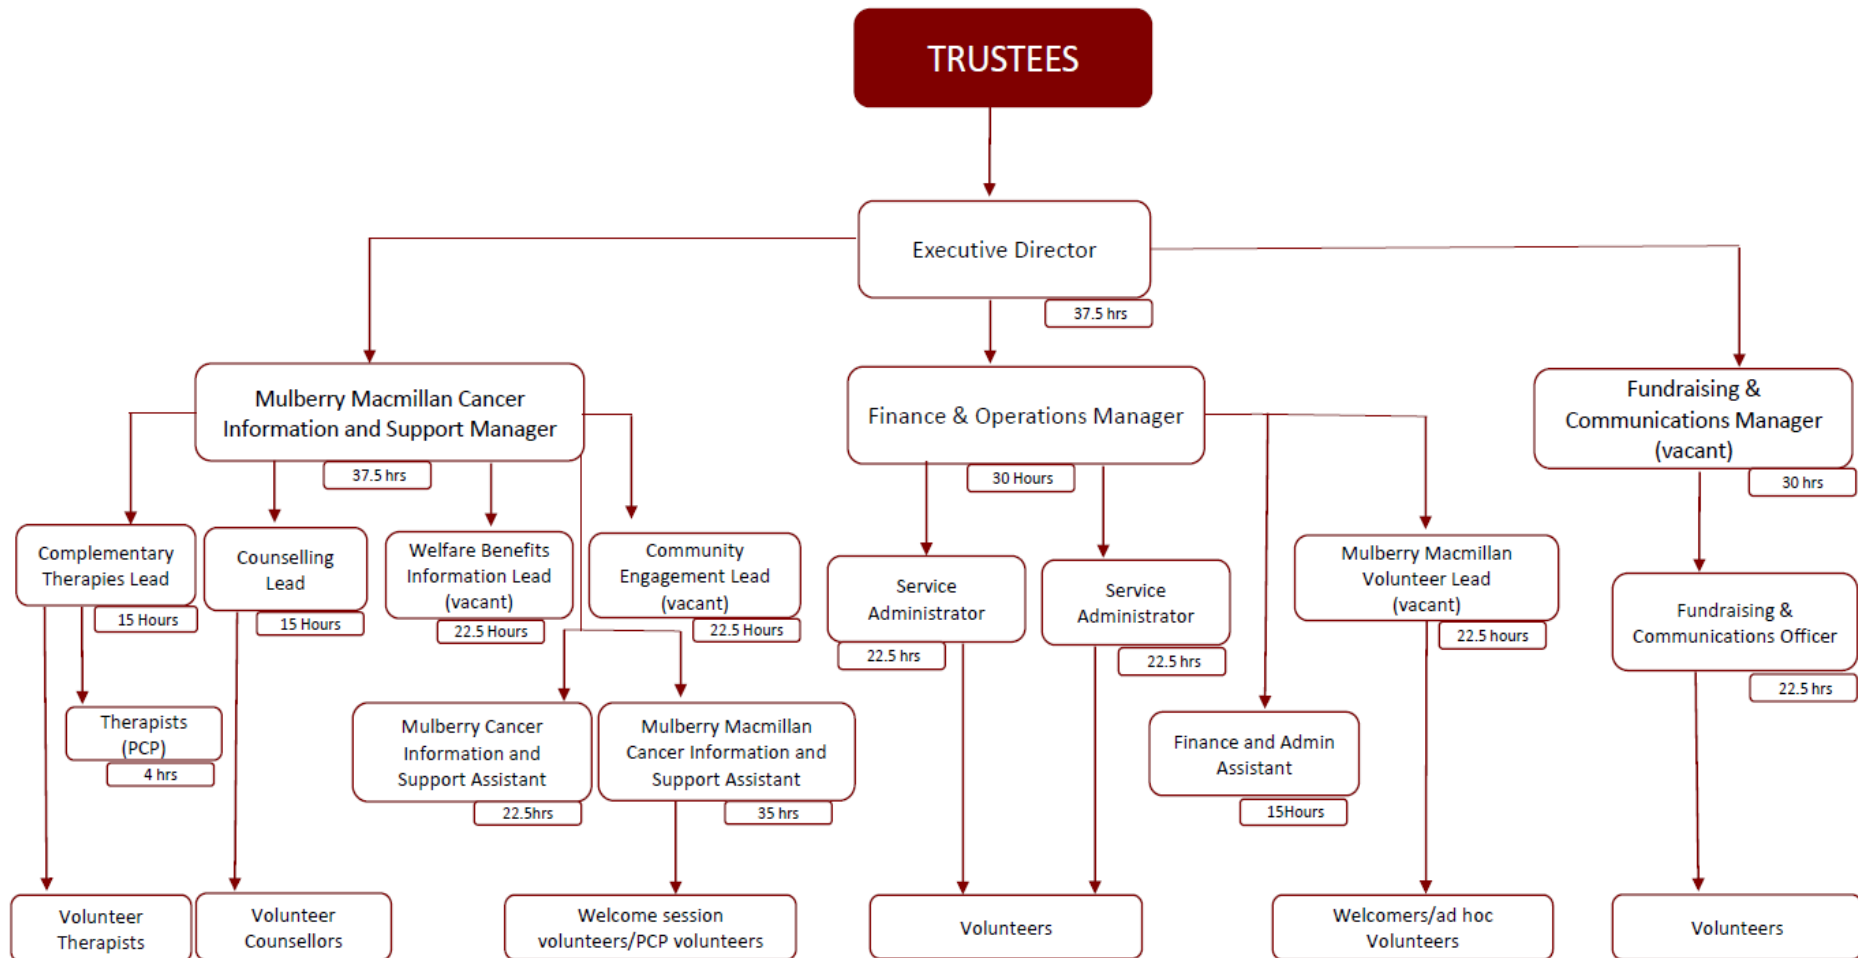 TRUSTEES
Executive Director
37.5 hrs
Mulberry Macmillan Cancer
Information and Support Manager
37.5 hrs
Finance & Operations Manager
30 Hours
Fundraising &
Communications Manager
(vacant)
30 hrs
Complementary
Therapies Lead
15 Hours
Counselling
Lead
15 Hours
Welfare Benefits
Information Lead
(vacant)
22.5 Hours
Community
Engagement Lead
(vacant)
22.5 Hours
Service
Administrator
22.5 hrs
Service
Administrator
22.5 hrs
Mulberry Macmillan
Volunteer Lead
(vacant)
22.5 hours
Fundraising &
Communications Officer
22.5 hrs
Therapists
(PCP)
4 hrs
Mulberry Cancer
Information and
Support Assistant
22.5hrs
Mulberry Macmillan
Cancer Information and
Support Assistant
35 hrs
Finance and Admin
Assistant
15Hours
Volunteer
Therapists
Volunteer
Counsellors
Welcome session
volunteers/PCP volunteers
Volunteers
Welcomers/ad hoc
Volunteers
Volunteers